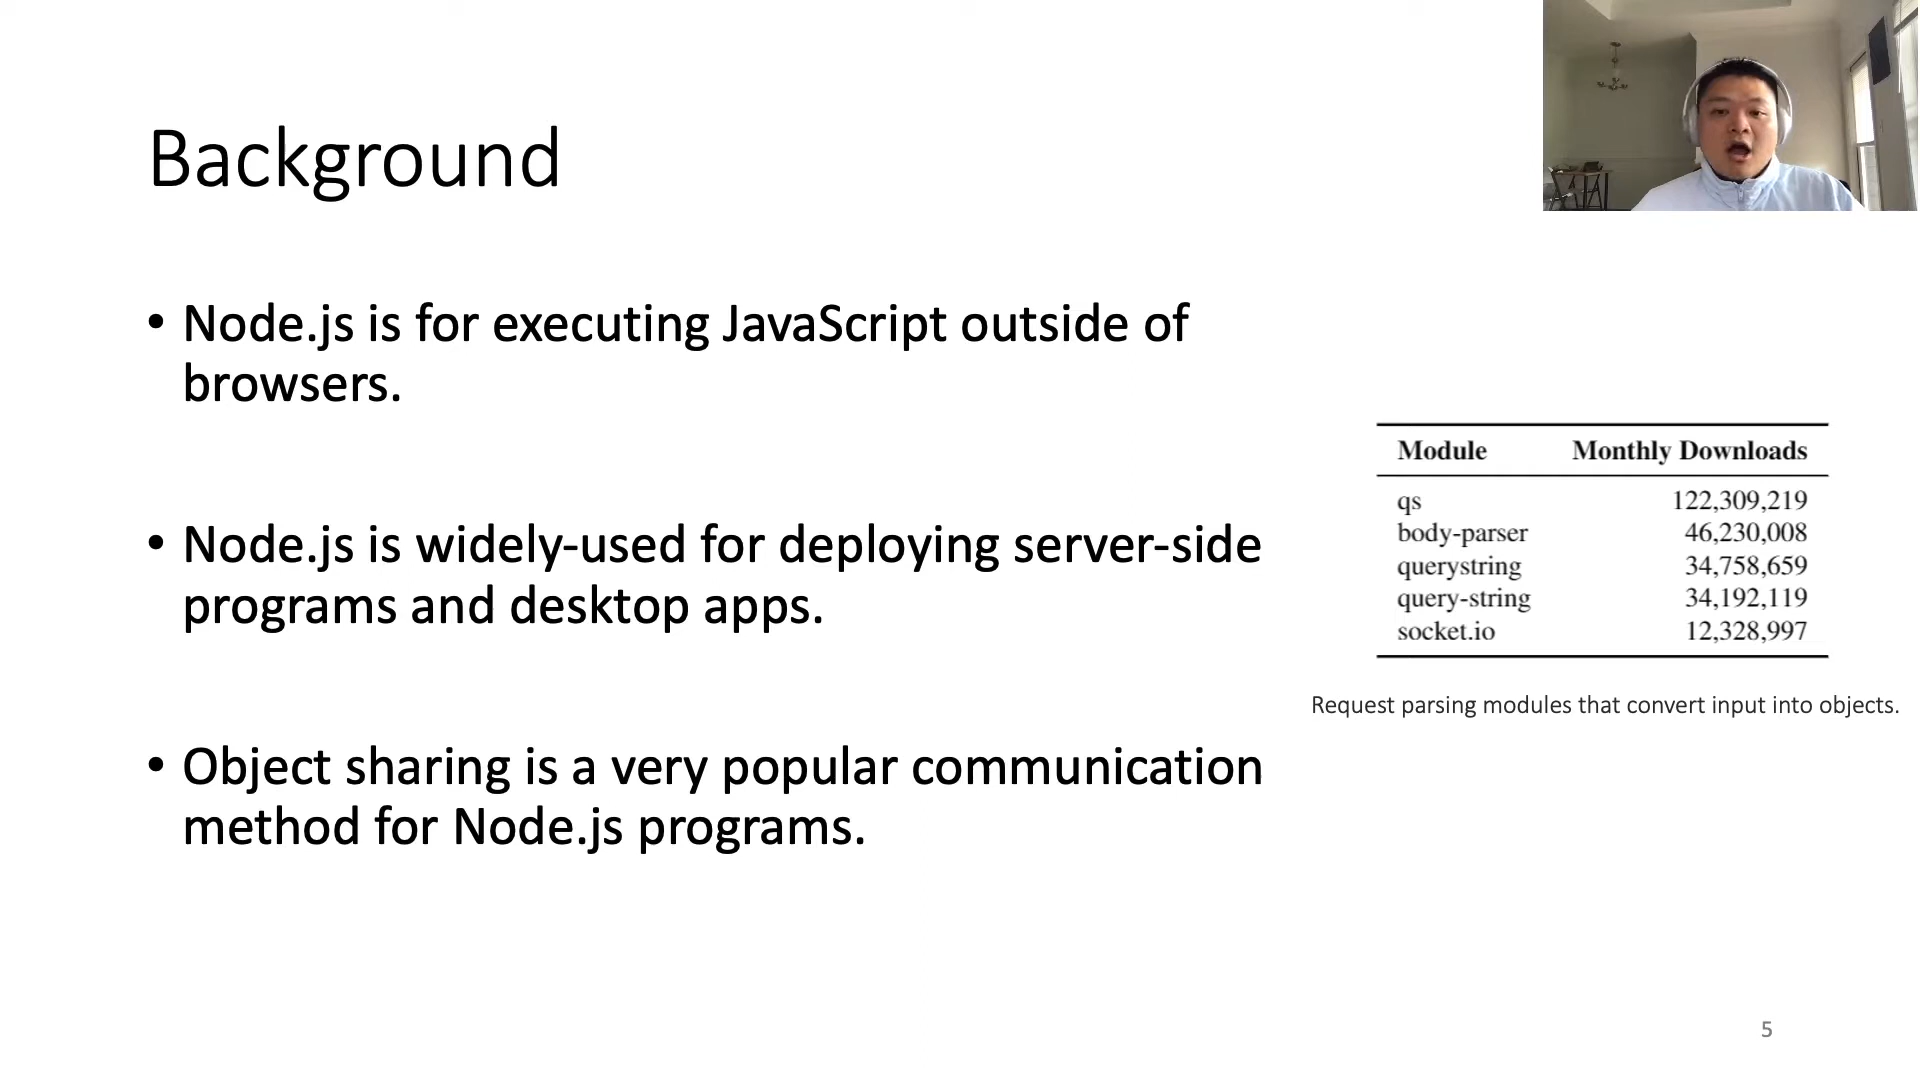 Background
• Node.js is for executing JavaScript outside of
browsers.
• Node.js is widely-used for deploying server-side
programs and desktop apps.
• Object sharing is a very popular communication
method for Node.js programs.
Module Monthly Downloads
qs 122,309,219
body-parser 46,230,008
querystring 34,758,659
query-string 34,192,119
socket.io 12,328,997
Request parsing modules that convert input into objects.
5